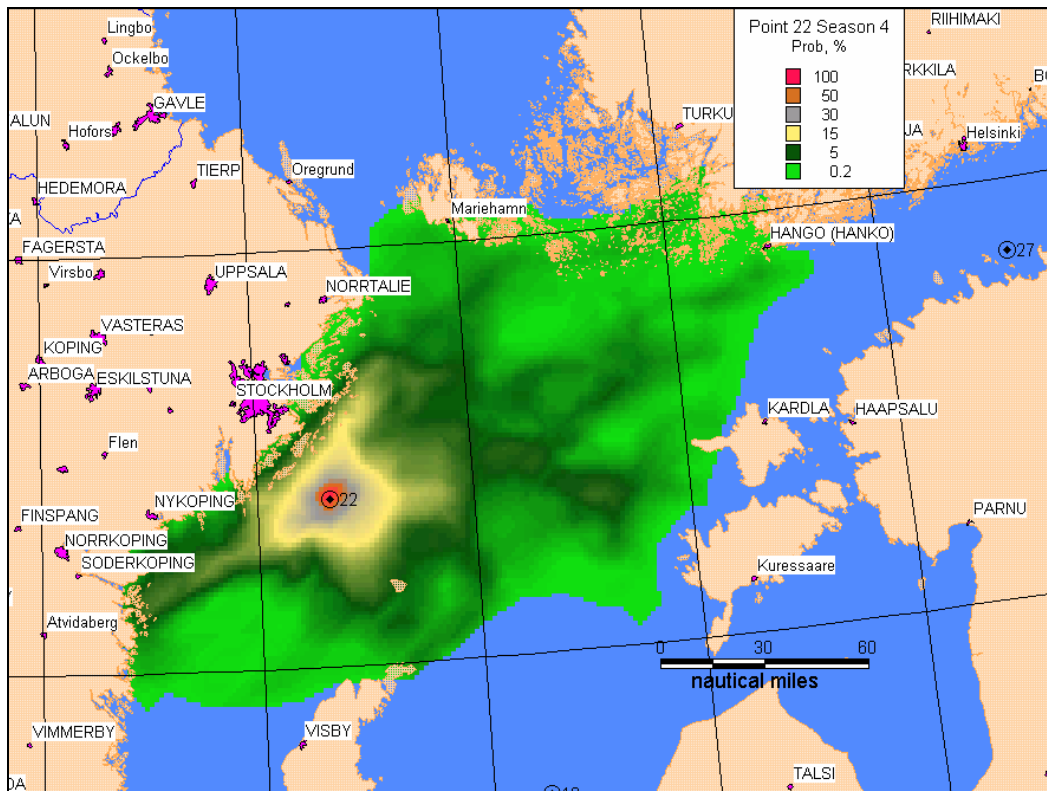 Lingbo
Ockelbo
GAVLE
ALUN
Hofors
TIERP
Oregrund
HEDEMORA
FAGERSTA
Virsbo
UPPSALA
NORRTALIE
VASTERAS
KOPING
ARBOGA
ESKILSTUNA
STOCKHOLM
Flen
NYKOPING
FINSPANG
NORRKOPING
SODERKOPING
Atvidaberg
VIMMERBY
VISBY
22
Mariehamn
TURKU
Point 22 Season 4
Prob, %
100
50
30
15
5
0.2
RIIHIMAKI
RKKILA
JA
Helsinki
HANGO (HANKO)
27
KARDLA
HAAPSALU
PARNU
Kuressaare
0 30 60
nautical miles
TALSI